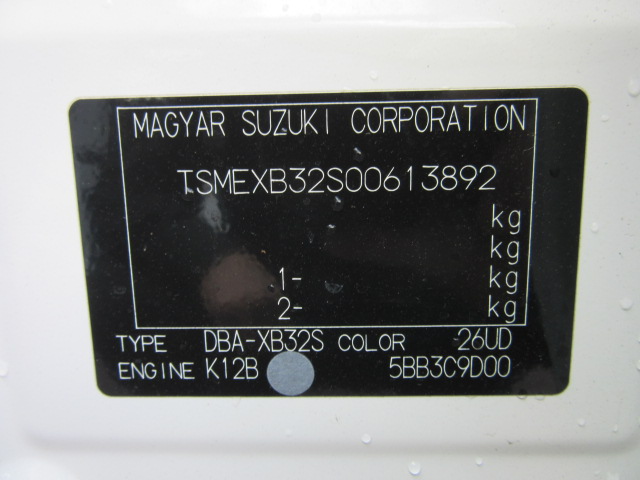 MAGYAR SUZUKI CORPORATION
TSMEXB32S00613892
kg
kg
1- kg
2- kg
TYPE DBA-XB32S COLOR 26UD
ENGINE K12B 5BB3C9D00